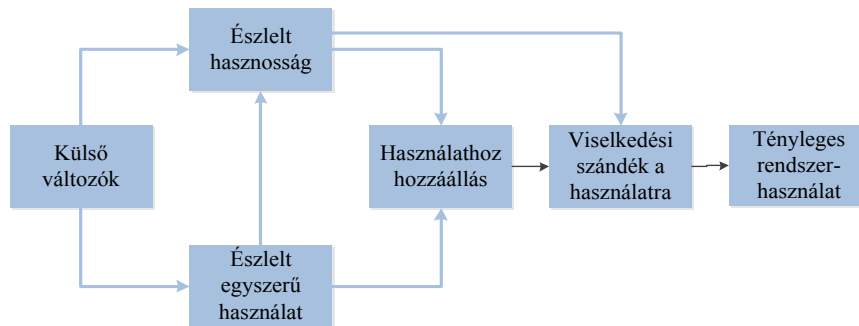 Észlelt
hasznosság
Külső
változók
Használathoz
hozzáállás
Viselkedési
szándék a
használatra
Tényleges
rendszer-
használat
Észlelt
egyszerű
használat